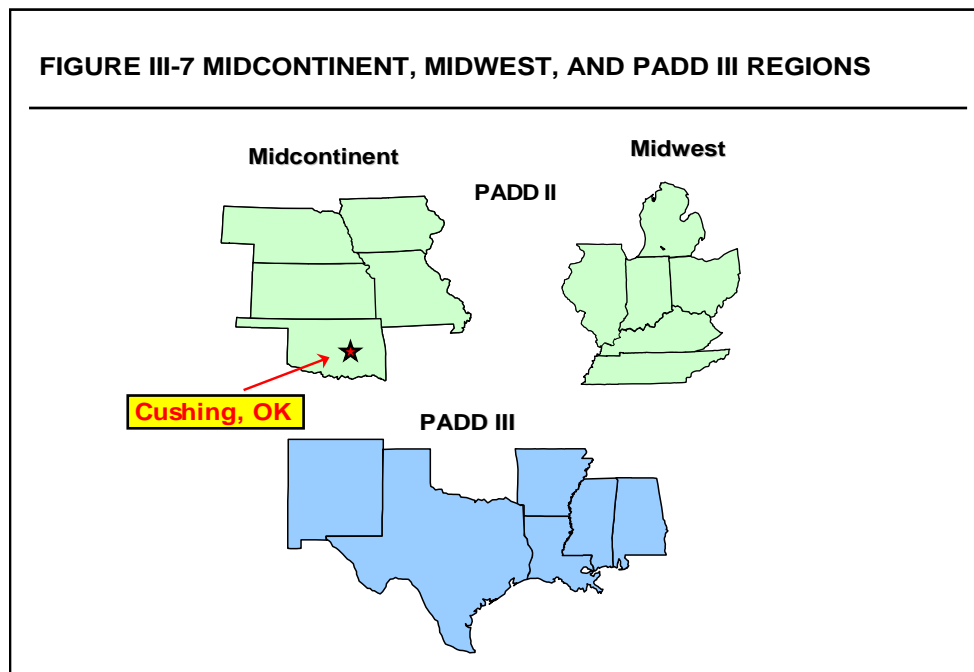 FIGURE III-7 MIDCONTINENT, MIDWEST, AND PADD III REGIONS
Midcontinent
Midwest
PADD II
Cushing, OK
PADD III